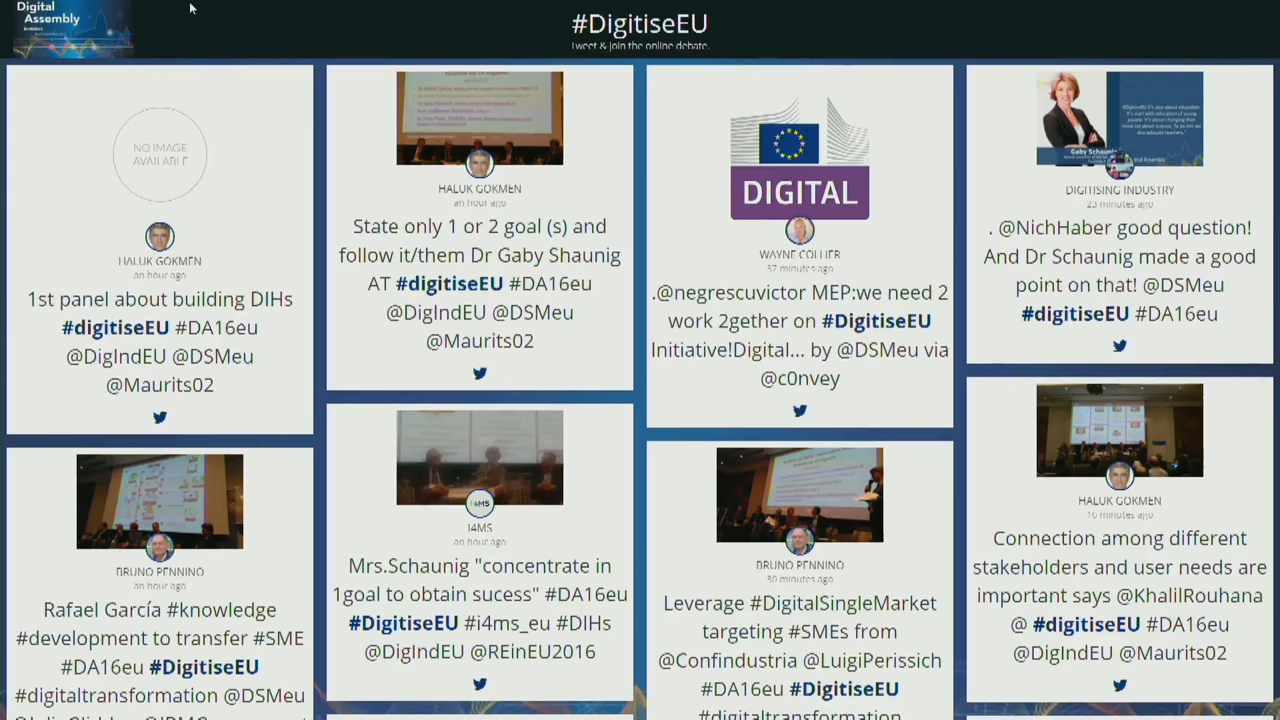 Digital
Assembly
#DigitiseEU
Tweet & join the online debate.
NO IMAGE
AVAILABLE
HALUK GOKMEN
an hour ago
1st panel about building DIHs
#digitiseEU #DA16eu
@DigIndEU @DSMeu
@Maurits02
BRUNO PENNINO
an hour ago
Rafael García #knowledge
#development to transfer #SME
#DA16eu #DigitiseEU
#digitaltransformation @DSMeu
HALUK GOKMEN
an hour ago
State only 1 or 2 goal (s) and
follow it/them Dr Gaby Shaunig
AT #digitiseEU #DA16eu
@DigIndEU @DSMeu
@Maurits02
I4MS
I4MS
an hour ago
Mrs.Schaunig "concentrate in
1goal to obtain sucess" #DA16eu
#DigitiseEU #i4ms_eu #DIHs
@DigIndEU @REinEU2016
DIGITAL
WAYNE COLLIER
37 minutes ago
.@negrescuvictor MEP:we need 2
work 2gether on #DigitiseEU
Initiative!Digital... by @DSMeu via
@c0nvey
BRUNO PENNINO
30 minutes ago
Leverage #DigitalSingleMarket
targeting #SMEs from
@Confindustria @LuigiPerissich
#DA16eu #DigitiseEU
#digitaltransformation
Gaby Schaunig
DIGITISING INDUSTRY
23 minutes ago
. @NichHaber good question!
And Dr Schaunig made a good
point on that! @DSMeu
#digitiseEU #DA16eu
HALUK GOKMEN
16 minutes ago
Connection among different
stakeholders and user needs are
important says @KhalilRouhana
@ #digitiseEU #DA16eu
@DigIndEU @Maurits02